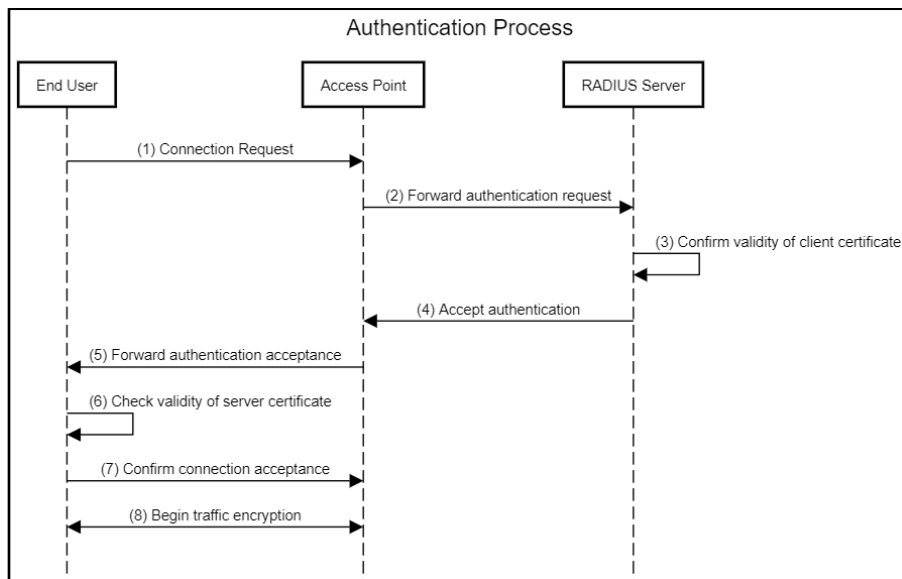 Authentication Process
End User
Access Point
RADIUS Server
(1) Connection Request
(2) Forward authentication request
(3) Confirm validity of client certificate
(4) Accept authentication
(5) Forward authentication acceptance
(6) Check validity of server certificate
(7) Confirm connection acceptance
(8) Begin traffic encryption